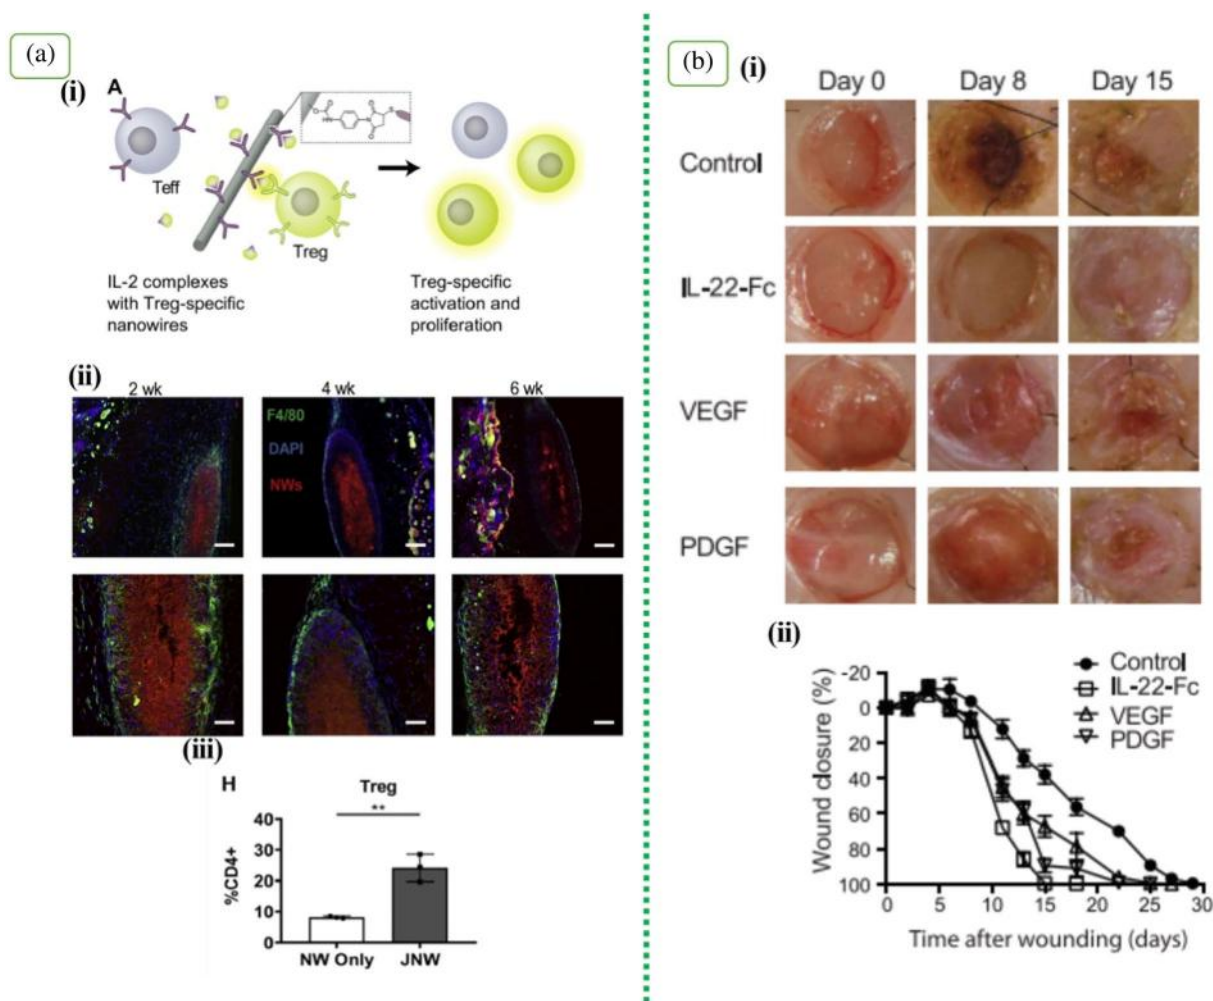 (a)
(i)
A
Teff
Treg
IL-2 complexes
with Treg-specific
nanowires
Treg-specific
activation and
proliferation
(ii)
2 wk
4 wk
6 wk
F4/80
DAPI
NWs
(iii)
H
Treg
**
%CD4+
40
30
20
10
0
NW Only
JNW
(b)
(i)
Day 0
Day 8
Day 15
Control
IL-22-Fc
VEGF
PDGF
(ii)
Control
IL-22-Fc
VEGF
PDGF
Wound closure (%)
-20
0
20
40
60
80
100
0
5
10
15
20
25
30
Time after wounding (days)